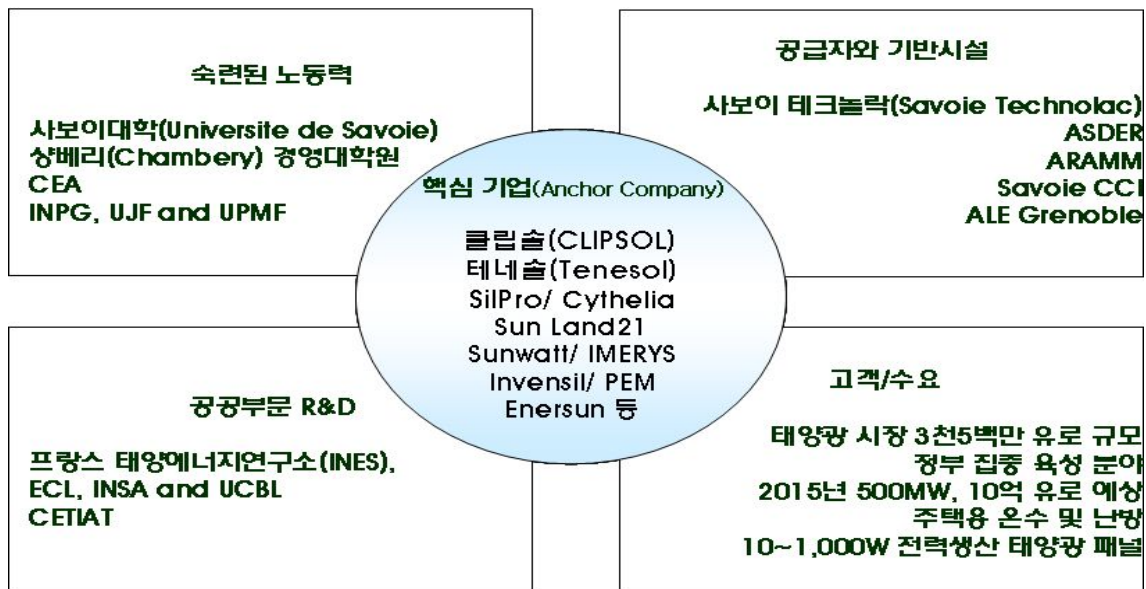 숙련된 노동력
사보이대학(Universite de Savoie)
샹베리(Chambery) 경영대학원
CEA
INPG, UJF and UPMF
공급자와 기반시설
사보이 테크놀락(Savoie Technolac)
ASDER
ARAMM
Savoie CCI
ALE Grenoble
핵심 기업(Anchor Company)
클립솔(CLIPSOL)
테네솔(Tenesol)
SilPro/ Cythelia
Sun Land21
Sunwatt/ IMERYS
Invensil/ PEM
Enersun 등
공공부문 R&D
프랑스 태양에너지연구소(INES),
ECL, INSA and UCBL
CETIAT
고객/수요
태양광 시장 3천5백만 유로 규모
정부 집중 육성 분야
2015년 500MW, 10억 유로 예상
주택용 온수 및 난방
10~1,000W 전력생산 태양광 패널